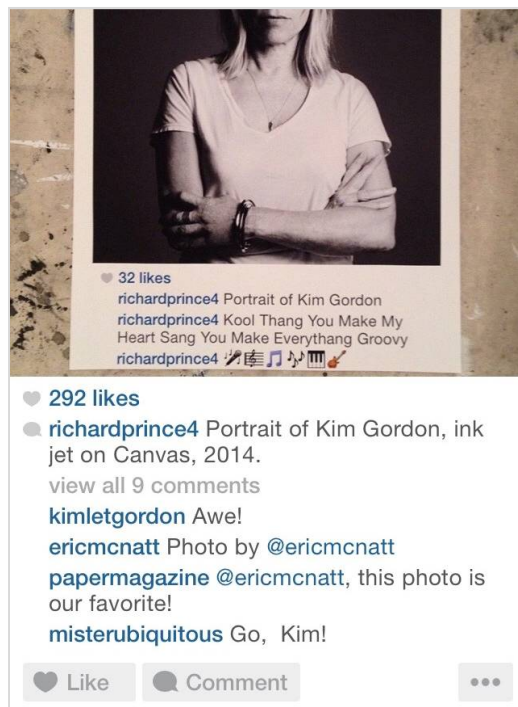 32 likes
richardprince4 Portrait of Kim Gordon
richardprince4 Kool Thang You Make My
Heart Sang You Make Everythang Groovy
richardprince4 🎤🎼🎵🎶🎹🎸
292 likes
richardprince4 Portrait of Kim Gordon, ink
jet on Canvas, 2014.
view all 9 comments
kimletgordon Awe!
ericmcnatt Photo by @ericmcnatt
papermagazine @ericmcnatt, this photo is
our favorite!
misterubiquitous Go, Kim!
Like Comment